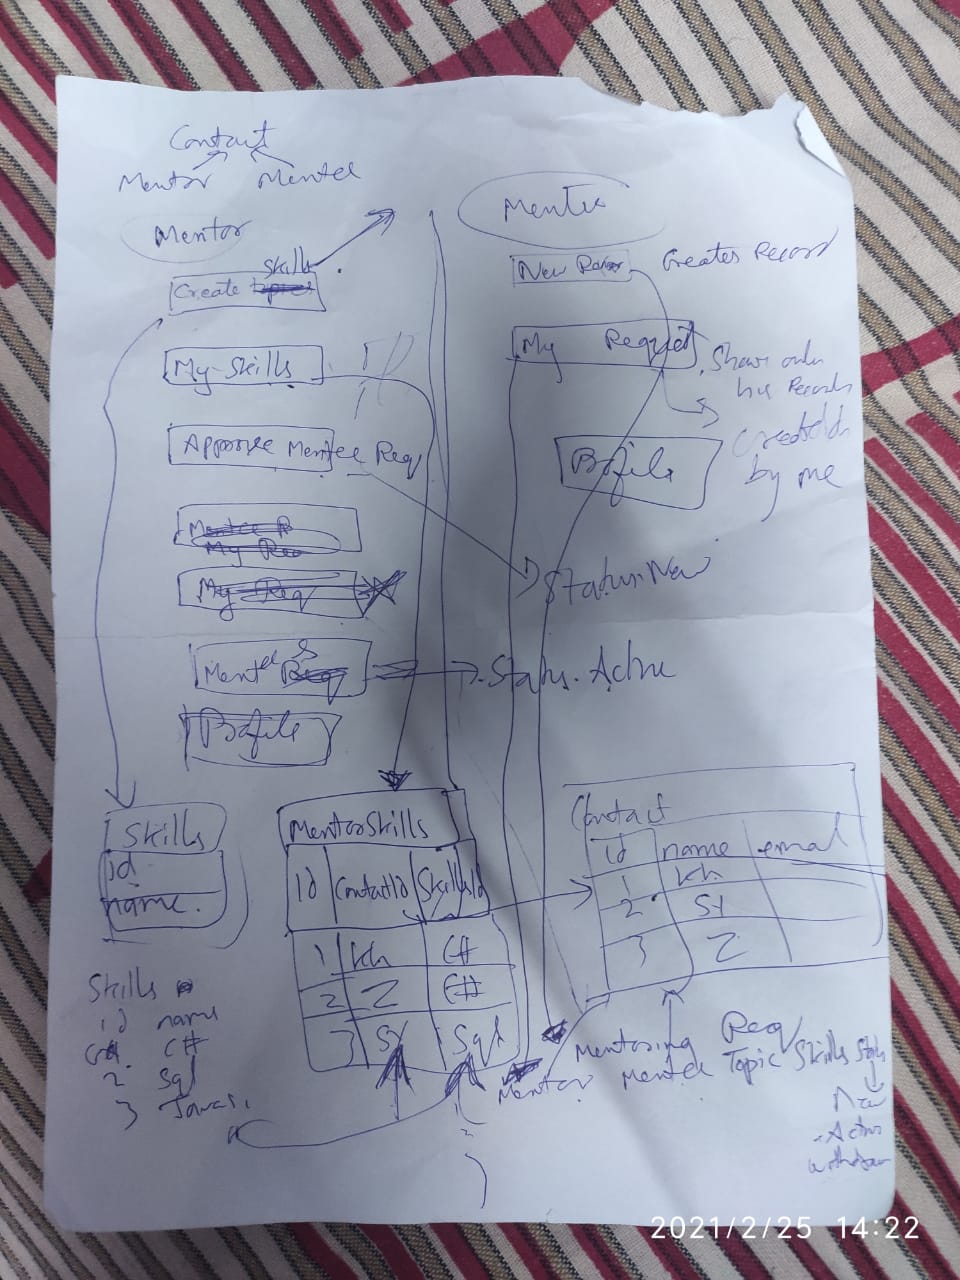 Contact
Mentor Mentee
Mentor
Skills
Create topics
My Skills
Approve Mentee Req
Mentee R
My Req
My Req
Mentees Req
Profile
Mentee
New
Creates Record
My Request
Show only
his Records
Created
by me
Profile
Status: New
Status. Active
Skills
id
name.
MentorSkills
id ContactId SkillsId
1 kh C#
2 Z C#
3 SY Sql
Contact
id name email
1 kh
2 SY
3 Z
Skills
id name
C#
2 Sql
3 Javas.
Mentoring Req
Mentor Mentee Topic Skills Status
New
Active
withdraw
2021/2/25 14:22